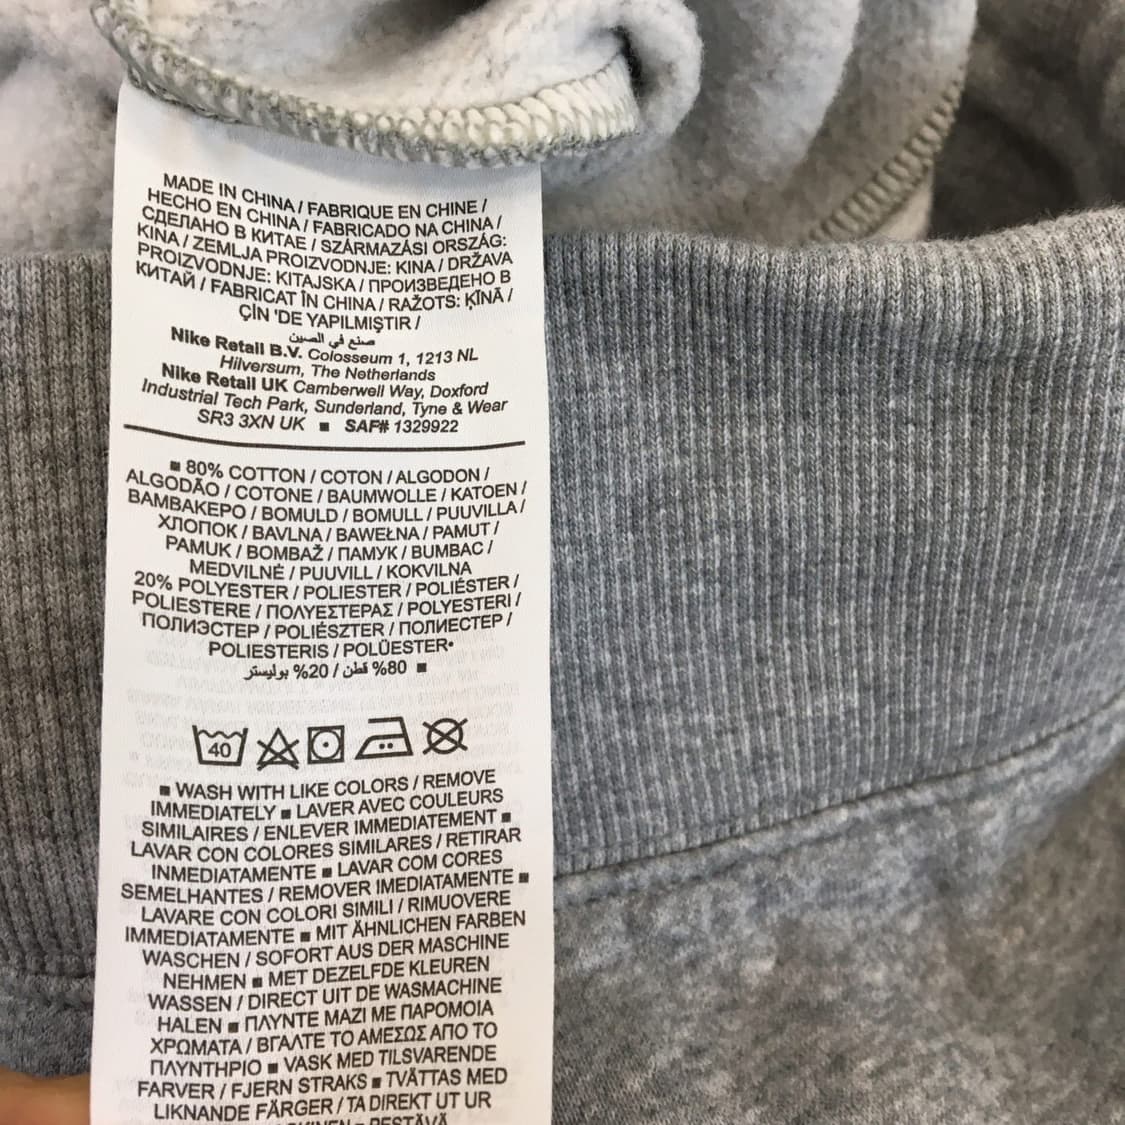 MADE IN CHINA / FABRIQUE EN CHINE /
HECHO EN CHINA / FABRICADO NA CHINA /
СДЕЛАНО В КИТАЕ / SZÁRMAZÁSI ORSZÁG:
KINA / ZEMLJA PROIZVODNJE: KINA / DRŽAVA
PROIZVODNJE: KITAJSKA / ПРОИЗВЕДЕНО В
КИТАЙ / FABRICAT ÎN CHINA / RAŽOTS: ĶĪNĀ /
ÇİN 'DE YAPILMIŞTIR /
صنع في الصين
Nike Retail B.V. Colosseum 1, 1213 NL
Hilversum, The Netherlands
Nike Retail UK Camberwell Way, Doxford
Industrial Tech Park, Sunderland, Tyne & Wear
SR3 3XN UK ■ SAF# 1329922
■ 80% COTTON / COTON / ALGODON /
ALGODÃO / COTONE / BAUMWOLLE / KATOEN /
ΒΑΜΒΑΚΕΡΟ / BOMULD / BOMULL / PUUVILLA /
ХЛОПОК / BAVLNA / BAWEŁNA / PAMUT /
PAMUK / BOMBAŽ / ПАМУК / BUMBAC /
MEDVILNĖ / PUUVILL / KOKVILNA
20% POLYESTER / POLIESTER / POLIÉSTER /
POLIESTERE / ΠΟΛΥΕΣΤΕΡΑΣ / POLYESTERI /
ПОЛИЭСТЕР / POLIÉSZTER / ПОЛИЕСТЕР /
POLIESTERIS / POLÜESTER•
80% قطن / 20% بوليستر ■
40
■ WASH WITH LIKE COLORS / REMOVE
IMMEDIATELY ■ LAVER AVEC COULEURS
SIMILAIRES / ENLEVER IMMEDIATEMENT ■
LAVAR CON COLORES SIMILARES / RETIRAR
INMEDIATAMENTE ■ LAVAR COM CORES
SEMELHANTES / REMOVER IMEDIATAMENTE ■
LAVARE CON COLORI SIMILI / RIMUOVERE
IMMEDIATAMENTE ■ MIT ÄHNLICHEN FARBEN
WASCHEN / SOFORT AUS DER MASCHINE
NEHMEN ■ MET DEZELFDE KLEUREN
WASSEN / DIRECT UIT DE WASMACHINE
HALEN ■ ΠΛΥΝΤΕ ΜΑΖΙ ΜΕ ΠΑΡΟΜΟΙΑ
ΧΡΩΜΑΤΑ / ΒΓΑΛΤΕ ΤΟ ΑΜΕΣΩΣ ΑΠΟ ΤΟ
ΠΛΥΝΤΗΡΙΟ ■ VASK MED TILSVARENDE
FARVER / FJERN STRAKS ■ TVÄTTAS MED
LIKNANDE FÄRGER / TA DIREKT UT UR